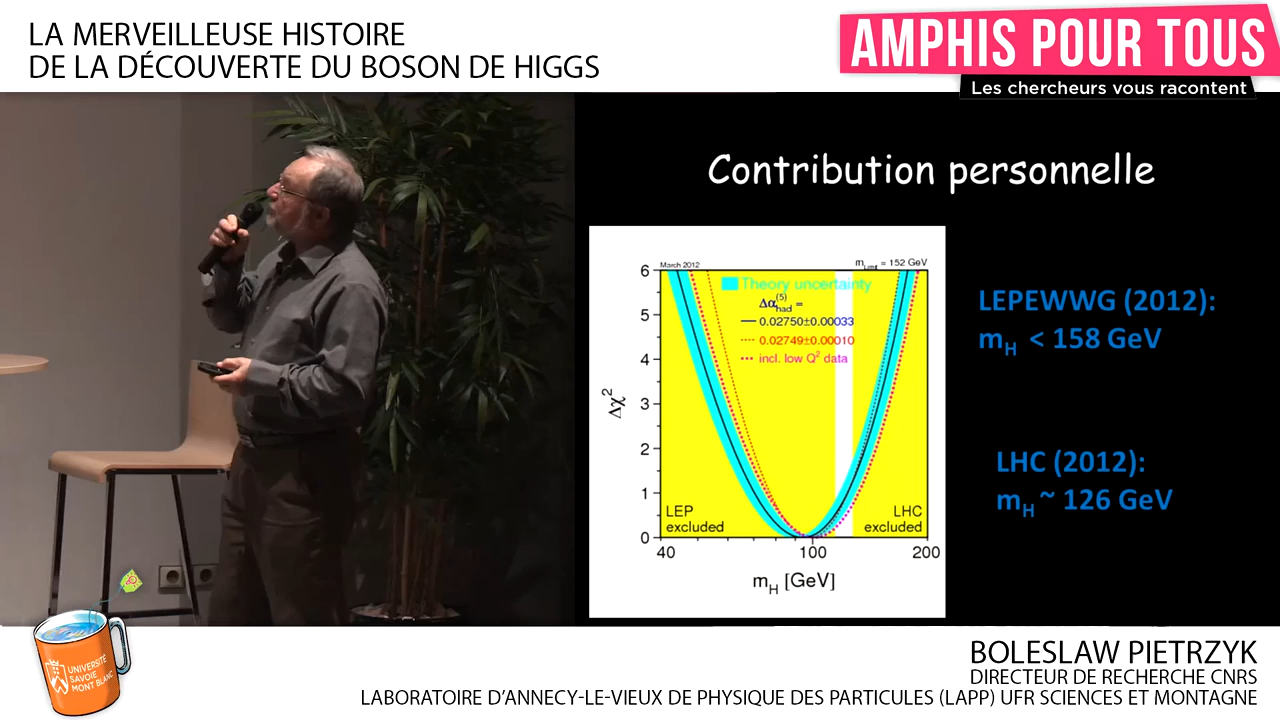 LA MERVEILLEUSE HISTOIRE
DE LA DÉCOUVERTE DU BOSON DE HIGGS
AMPHIS POUR TOUS
Les chercheurs vous racontent
Contribution personnelle
March 2012
m_Limit = 152 GeV
6
5
4
3
2
1
0
Δχ²
Theory uncertainty
Δα_had^(5) =
0.02750±0.00033
0.02749±0.00010
incl. low Q² data
LEP
excluded
LHC
excluded
40
100
200
m_H [GeV]
LEPEWWG (2012):
m_H < 158 GeV
LHC (2012):
m_H ~ 126 GeV
UNIVERSITÉ
SAVOIE
MONT BLANC
BOLESLAW PIETRZYK
DIRECTEUR DE RECHERCHE CNRS
LABORATOIRE D'ANNECY-LE-VIEUX DE PHYSIQUE DES PARTICULES (LAPP) UFR SCIENCES ET MONTAGNE